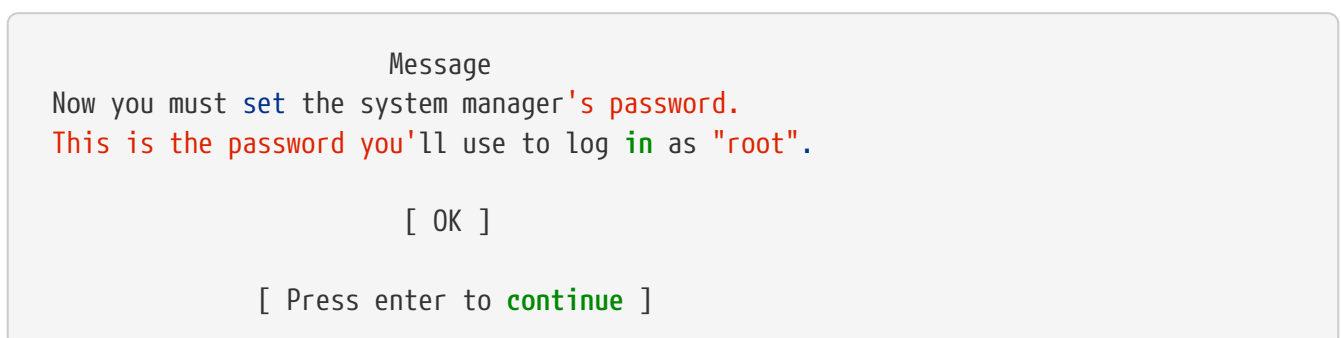 Message
Now you must set the system manager's password.
This is the password you'll use to log in as "root".
[ OK ]
[ Press enter to continue ]